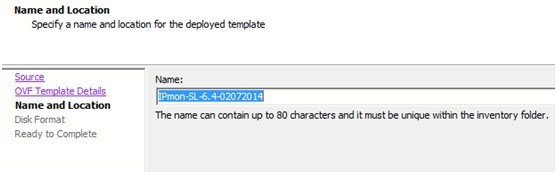 Name and Location
Specify a name and location for the deployed template
Source
OVF Template Details
Name and Location
Disk Format
Ready to Complete
Name:
IPmon-SL-6.4-02072014
The name can contain up to 80 characters and it must be unique within the inventory folder.